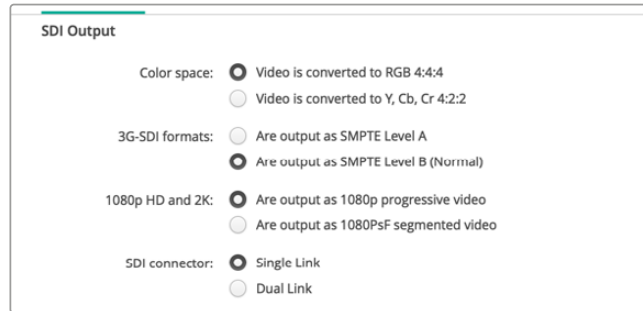 SDI Output
Color space: Video is converted to RGB 4:4:4
Video is converted to Y, Cb, Cr 4:2:2
3G-SDI formats: Are output as SMPTE Level A
Are output as SMPTE Level B (Normal)
1080p HD and 2K: Are output as 1080p progressive video
Are output as 1080PsF segmented video
SDI connector: Single Link
Dual Link